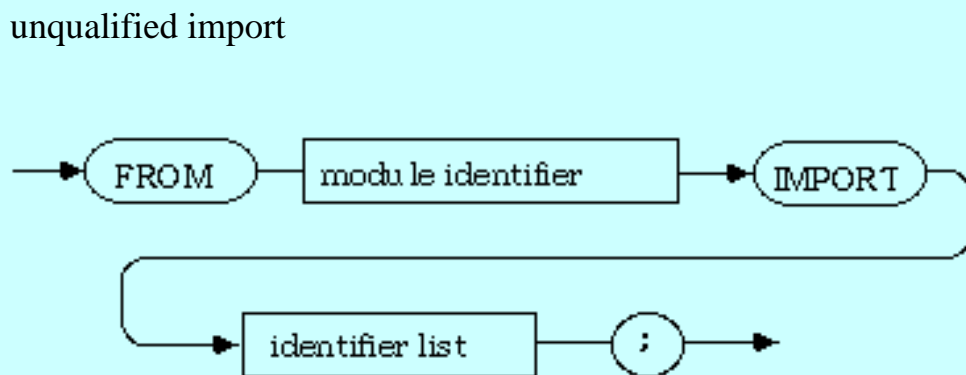 unqualified import
FROM module identifier IMPORT
identifier list ;